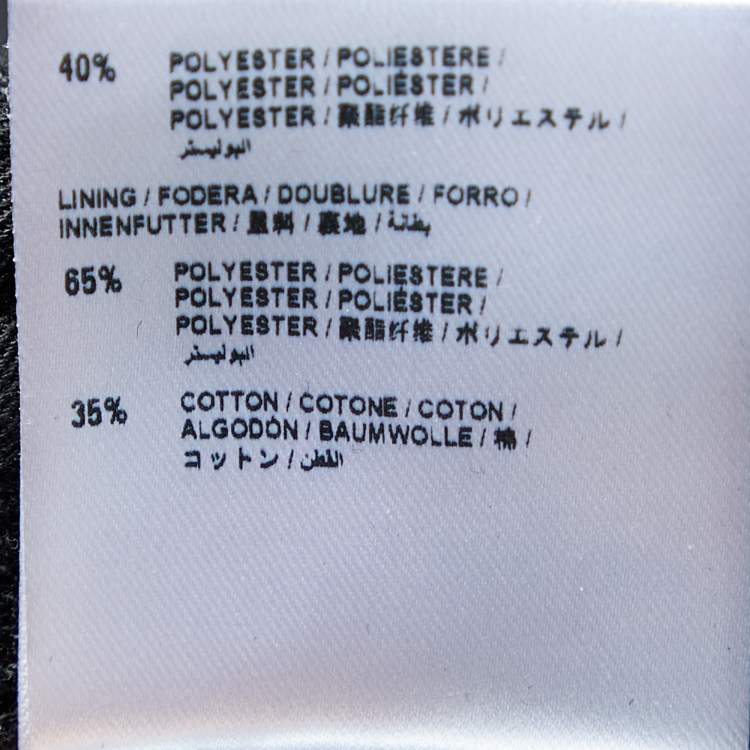 40% POLYESTER / POLIESTERE /
POLYESTER / POLIÉSTER /
POLYESTER / 聚酯纤维 / ポリエステル /
البوليستر
LINING / FODERA / DOUBLURE / FORRO /
INNENFUTTER / 里料 / 裏地 / بطانة
65% POLYESTER / POLIESTERE /
POLYESTER / POLIÉSTER /
POLYESTER / 聚酯纤维 / ポリエステル /
البوليستر
35% COTTON / COTONE / COTON /
ALGODÓN / BAUMWOLLE / 棉 /
コットン / القطن